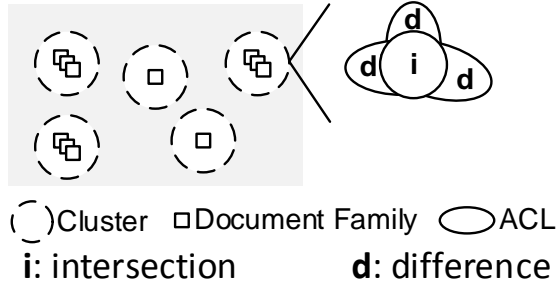 d
d i d
Cluster Document Family ACL
i: intersection d: difference